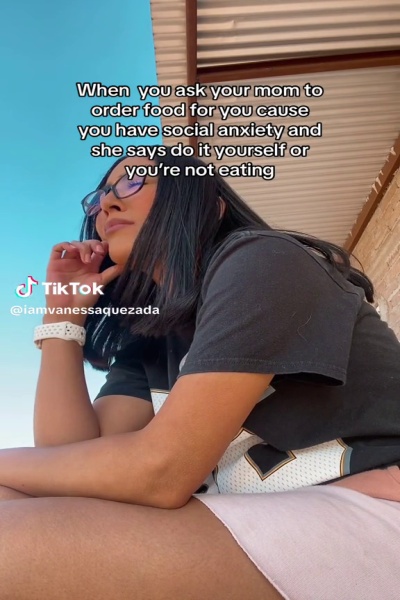 When you ask your mom to
order food for you cause
you have social anxiety and
she says do it yourself or
you're not eating
TikTok
@iamvanessaquezada